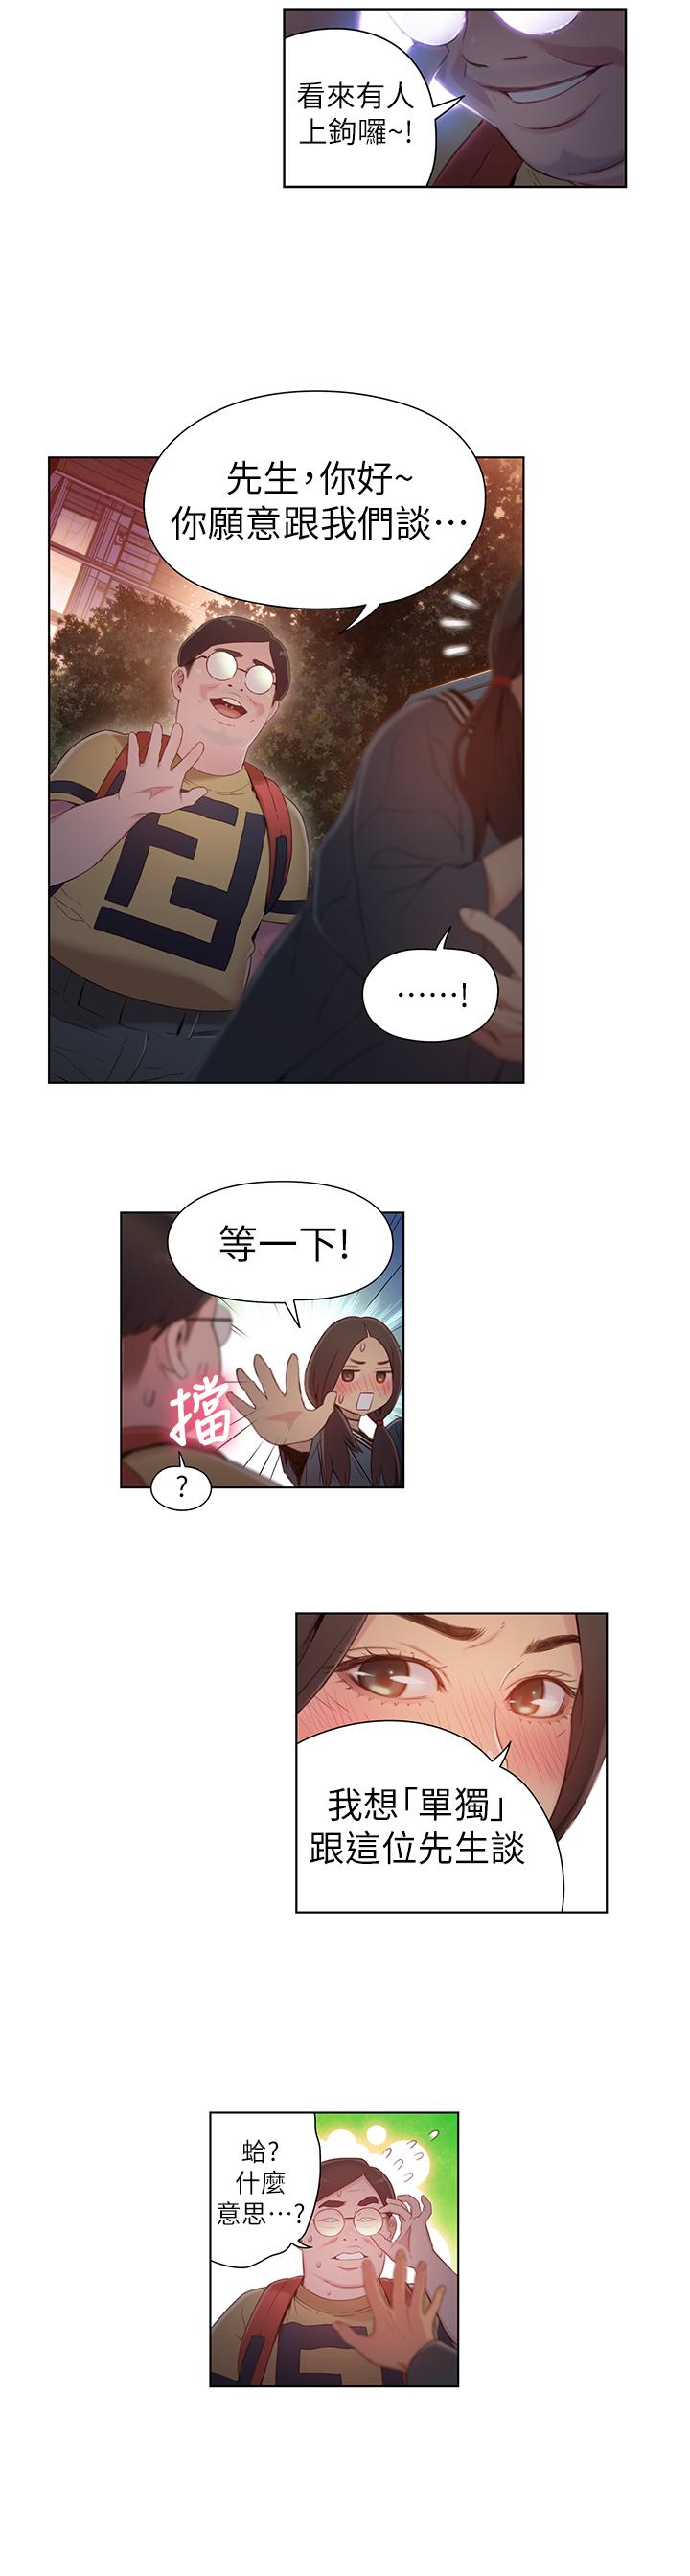 看來有人
上鉤囉~!
先生,你好~
你願意跟我們談⋯
⋯⋯!
等一下!
擋
?
我想「單獨」
跟這位先生談
蛤?
什麼
意思⋯?